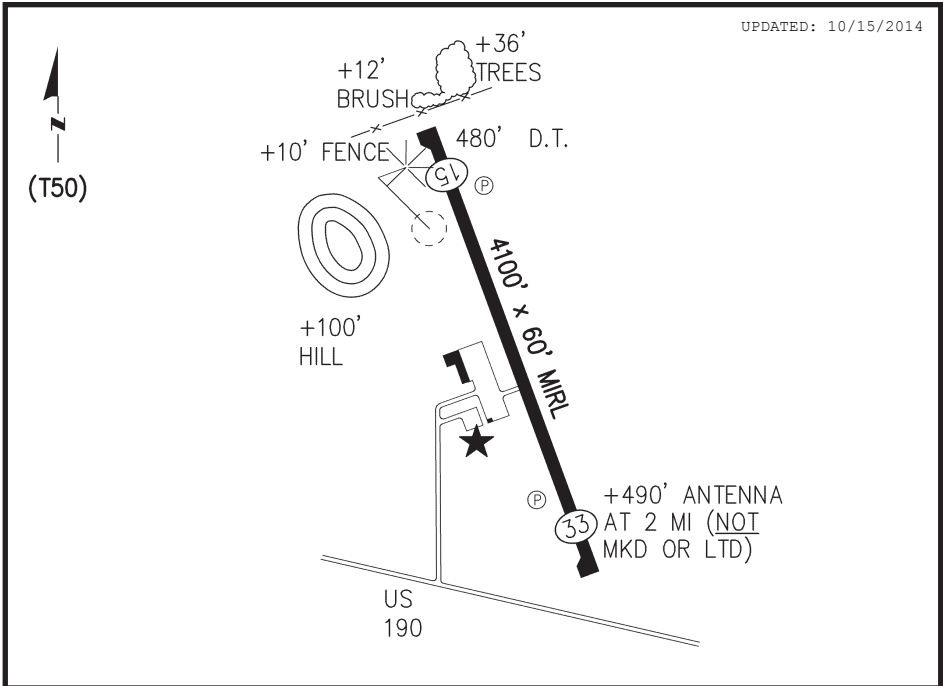 UPDATED: 10/15/2014
N
(T50)
+36'
TREES
+12'
BRUSH
+10' FENCE
480' D.T.
15
P
4100' x 60' MIRL
+100'
HILL
P
33
+490' ANTENNA
AT 2 MI (NOT
MKD OR LTD)
US
190